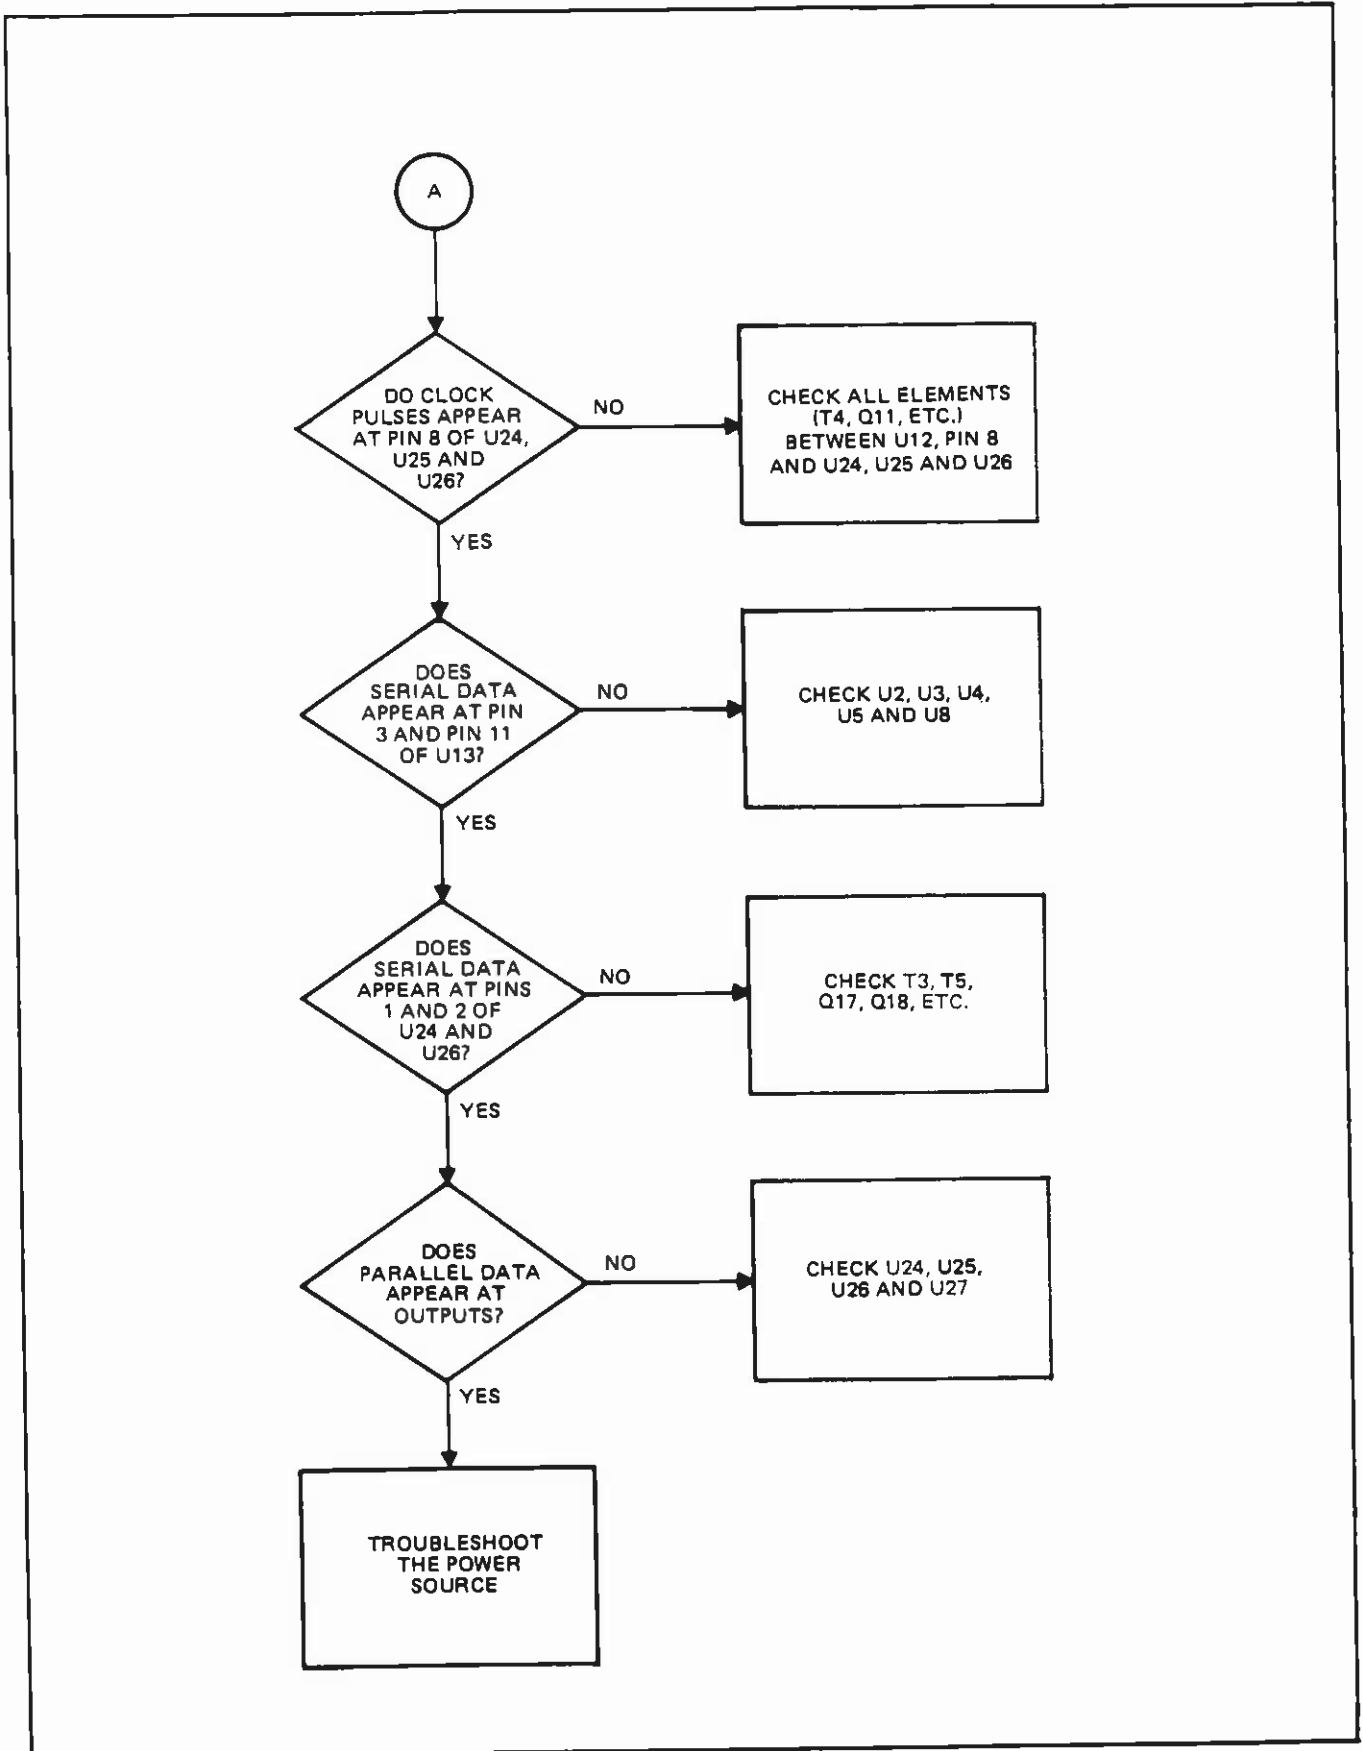 A
DO CLOCK
PULSES APPEAR
AT PIN 8 OF U24,
U25 AND
U26?
NO
CHECK ALL ELEMENTS
(T4, Q11, ETC.)
BETWEEN U12, PIN 8
AND U24, U25 AND U26
YES
DOES
SERIAL DATA
APPEAR AT PIN
3 AND PIN 11
OF U13?
NO
CHECK U2, U3, U4,
U5 AND U8
YES
DOES
SERIAL DATA
APPEAR AT PINS
1 AND 2 OF
U24 AND
U26?
NO
CHECK T3, T5,
Q17, Q18, ETC.
YES
DOES
PARALLEL DATA
APPEAR AT
OUTPUTS?
NO
CHECK U24, U25,
U26 AND U27
YES
TROUBLESHOOT
THE POWER
SOURCE